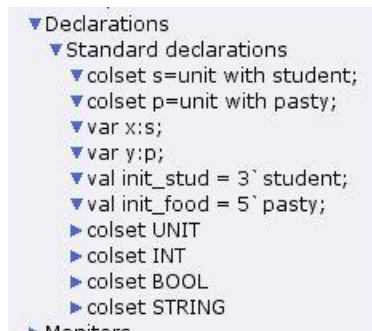 Declarations
Standard declarations
colset s=unit with student;
colset p=unit with pasty;
var x:s;
var y:p;
val init_stud = 3`student;
val init_food = 5`pasty;
colset UNIT
colset INT
colset BOOL
colset STRING
Monitors